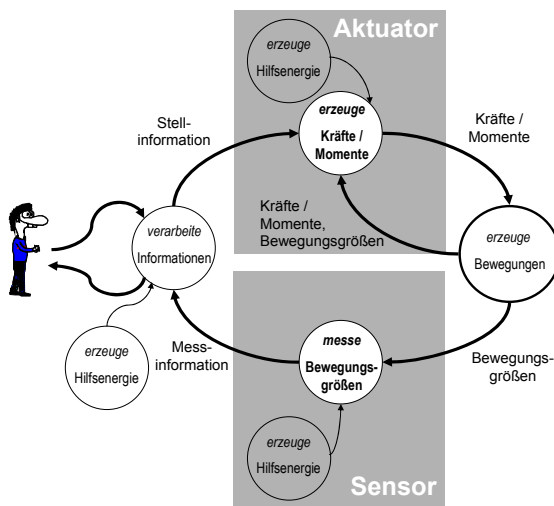 Aktuator
erzeuge
Hilfsenergie
erzeuge
Kräfte /
Momente
Stell-
information
Kräfte /
Momente
Kräfte /
Momente,
Bewegungsgrößen
verarbeite
Informationen
erzeuge
Bewegungen
erzeuge
Hilfsenergie
Mess-
information
messe
Bewegungs-
größen
Bewegungs-
größen
erzeuge
Hilfsenergie
Sensor